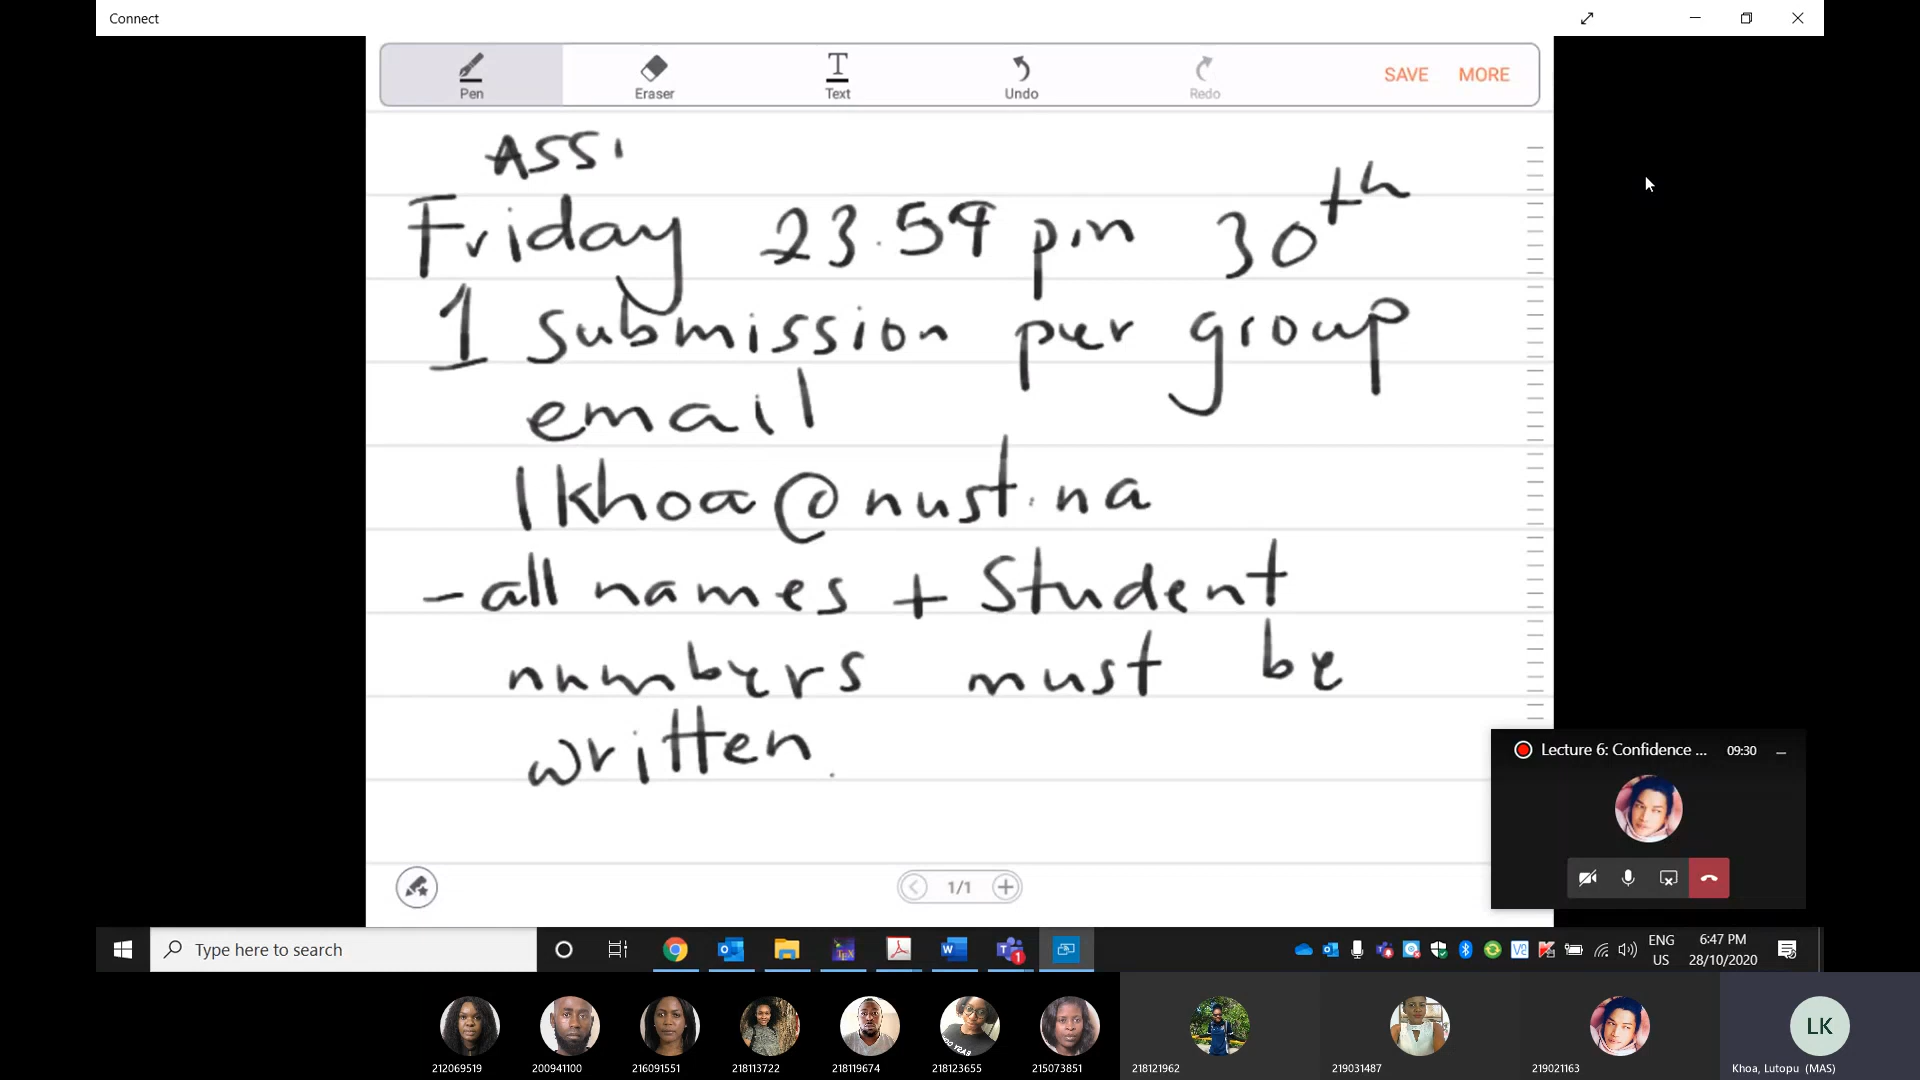 Connect
Pen
Eraser
Text
Undo
Redo
SAVE
MORE
ASSI
Friday 23.59 pm 30th
1 submission per group
email
lkhoa@nust.na
- all names + Student
numbers must be
written.
1/1
Lecture 6: Confidence ...
09:30
Type here to search
1
ENG
US
6:47 PM
28/10/2020
212069519
200941100
216091551
218113722
218119674
218123655
215073851
218121962
219031487
219021163
LK
Khoa, Lutopu (MAS)